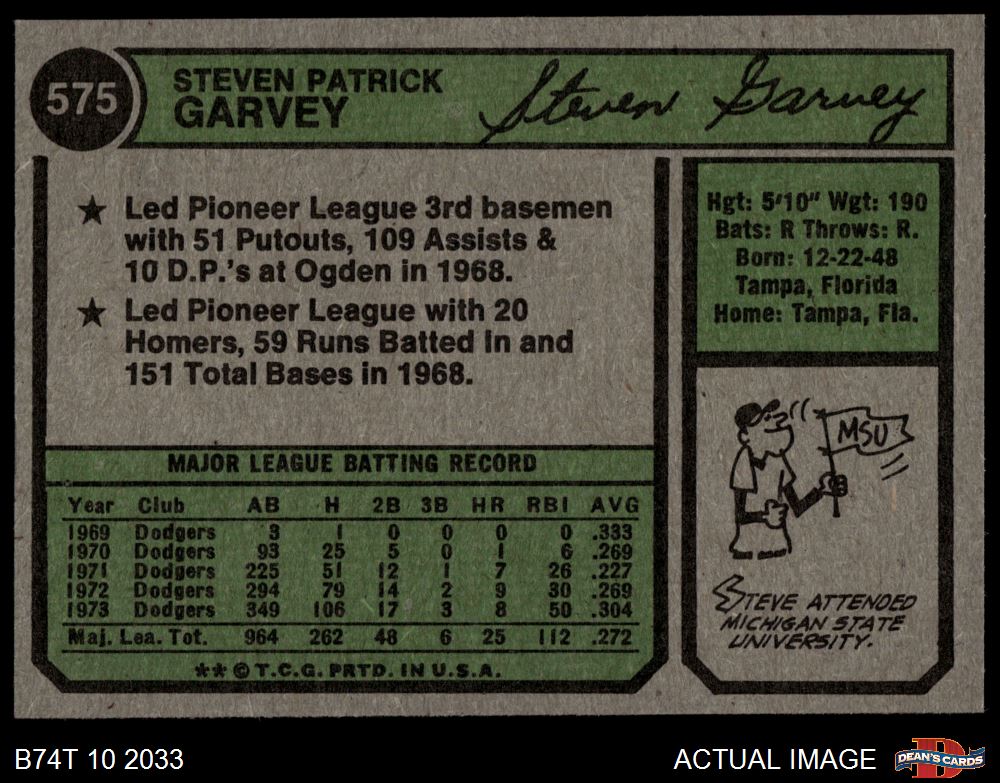 575
STEVEN PATRICK
GARVEY
Steven Garvey
★ Led Pioneer League 3rd basemen
with 51 Putouts, 109 Assists &
10 D.P.'s at Ogden in 1968.
★ Led Pioneer League with 20
Homers, 59 Runs Batted In and
151 Total Bases in 1968.
Hgt: 5'10" Wgt: 190
Bats: R Throws: R.
Born: 12-22-48
Tampa, Florida
Home: Tampa, Fla.
MSU
STEVE ATTENDED
MICHIGAN STATE
UNIVERSITY.
MAJOR LEAGUE BATTING RECORD
Year Club AB H 2B 3B HR RBI AVG
1969 Dodgers 3 1 0 0 0 0 .333
1970 Dodgers 93 25 5 0 1 6 .269
1971 Dodgers 225 51 12 1 7 26 .227
1972 Dodgers 294 79 14 2 9 30 .269
1973 Dodgers 349 106 17 3 8 50 .304
Maj. Lea. Tot. 964 262 48 6 25 112 .272
** © T.C.G. PRTD. IN U.S.A.
B74T 10 2033
ACTUAL IMAGE
D
DEAN'S CARDS